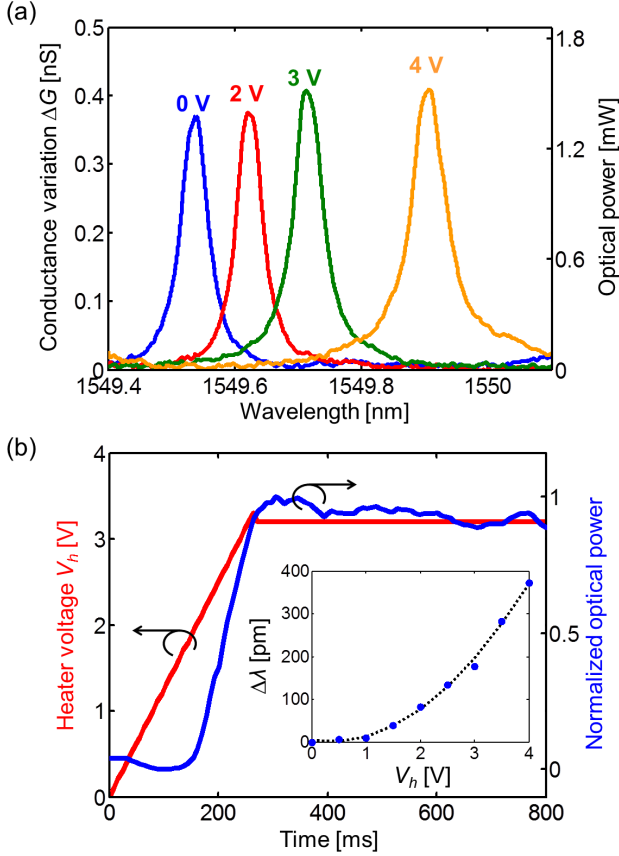 (a)
0.5
0.4
0.3
0.2
0.1
0
Conductance variation ΔG [nS]
0 V
2 V
3 V
4 V
1.8
1.2
0.6
0
Optical power [mW]
1549.4
1549.6
1549.8
1550
Wavelength [nm]
(b)
4
3
2
1
0
Heater voltage Vh [V]
1
0.5
0
Normalized optical power
400
300
200
100
0
Δλ [pm]
0 1 2 3 4
Vh [V]
0 200 400 600 800
Time [ms]